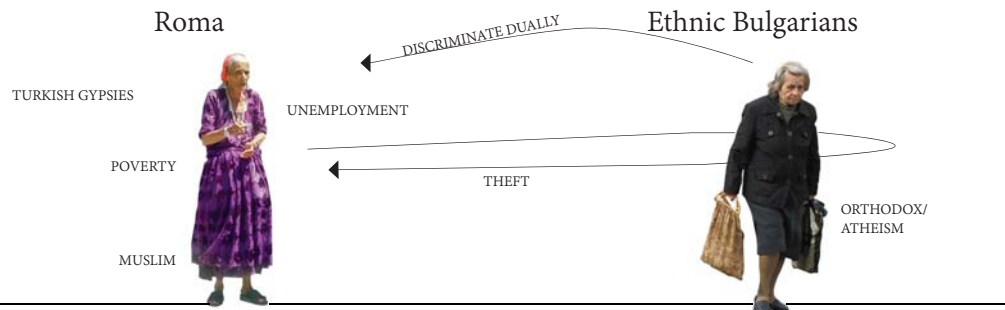 Roma
Ethnic Bulgarians
DISCRIMINATE DUALLY
TURKISH GYPSIES
UNEMPLOYMENT
POVERTY
THEFT
ORTHODOX/
ATHEISM
MUSLIM